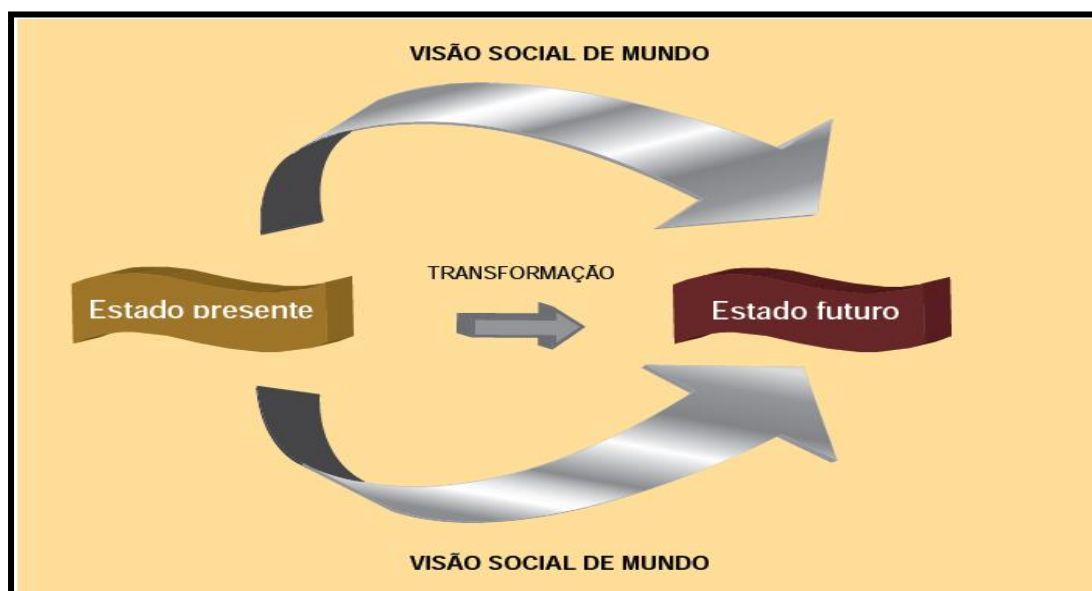 VISÃO SOCIAL DE MUNDO
TRANSFORMAÇÃO
Estado presente
Estado futuro
VISÃO SOCIAL DE MUNDO